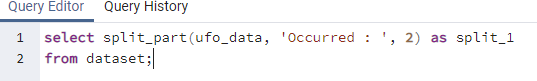 Query Editor Query History
1 select split_part(ufo_data, 'Occurred : ', 2) as split_1
2 from dataset;